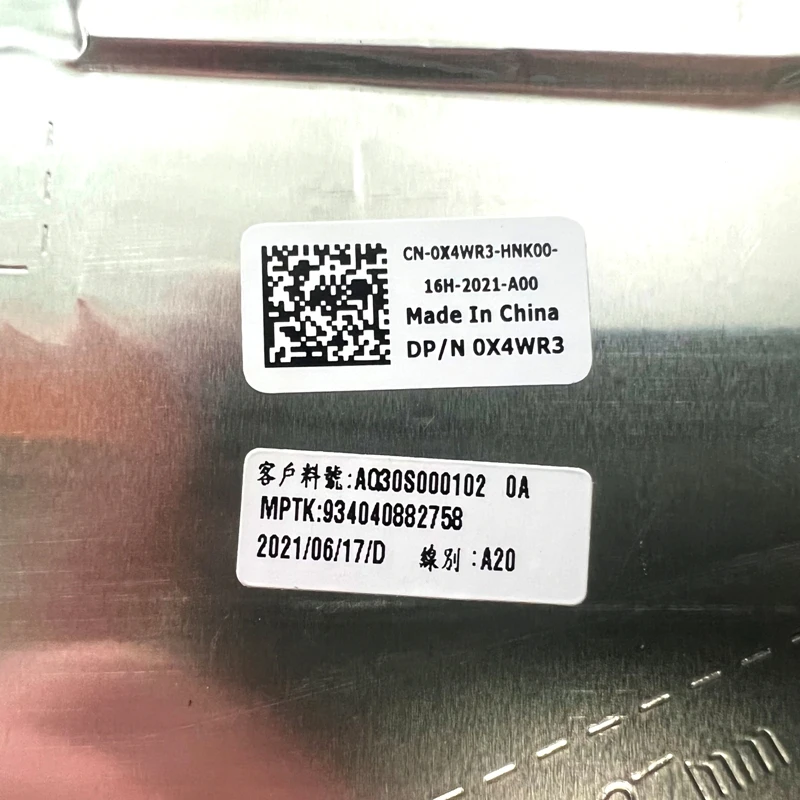 CN-0X4WR3-HNK00-
16H-2021-A00
Made In China
DP/N 0X4WR3
客戶料號:AQ30S000102 0A
MPTK:934040882758
2021/06/17/D 線別:A20